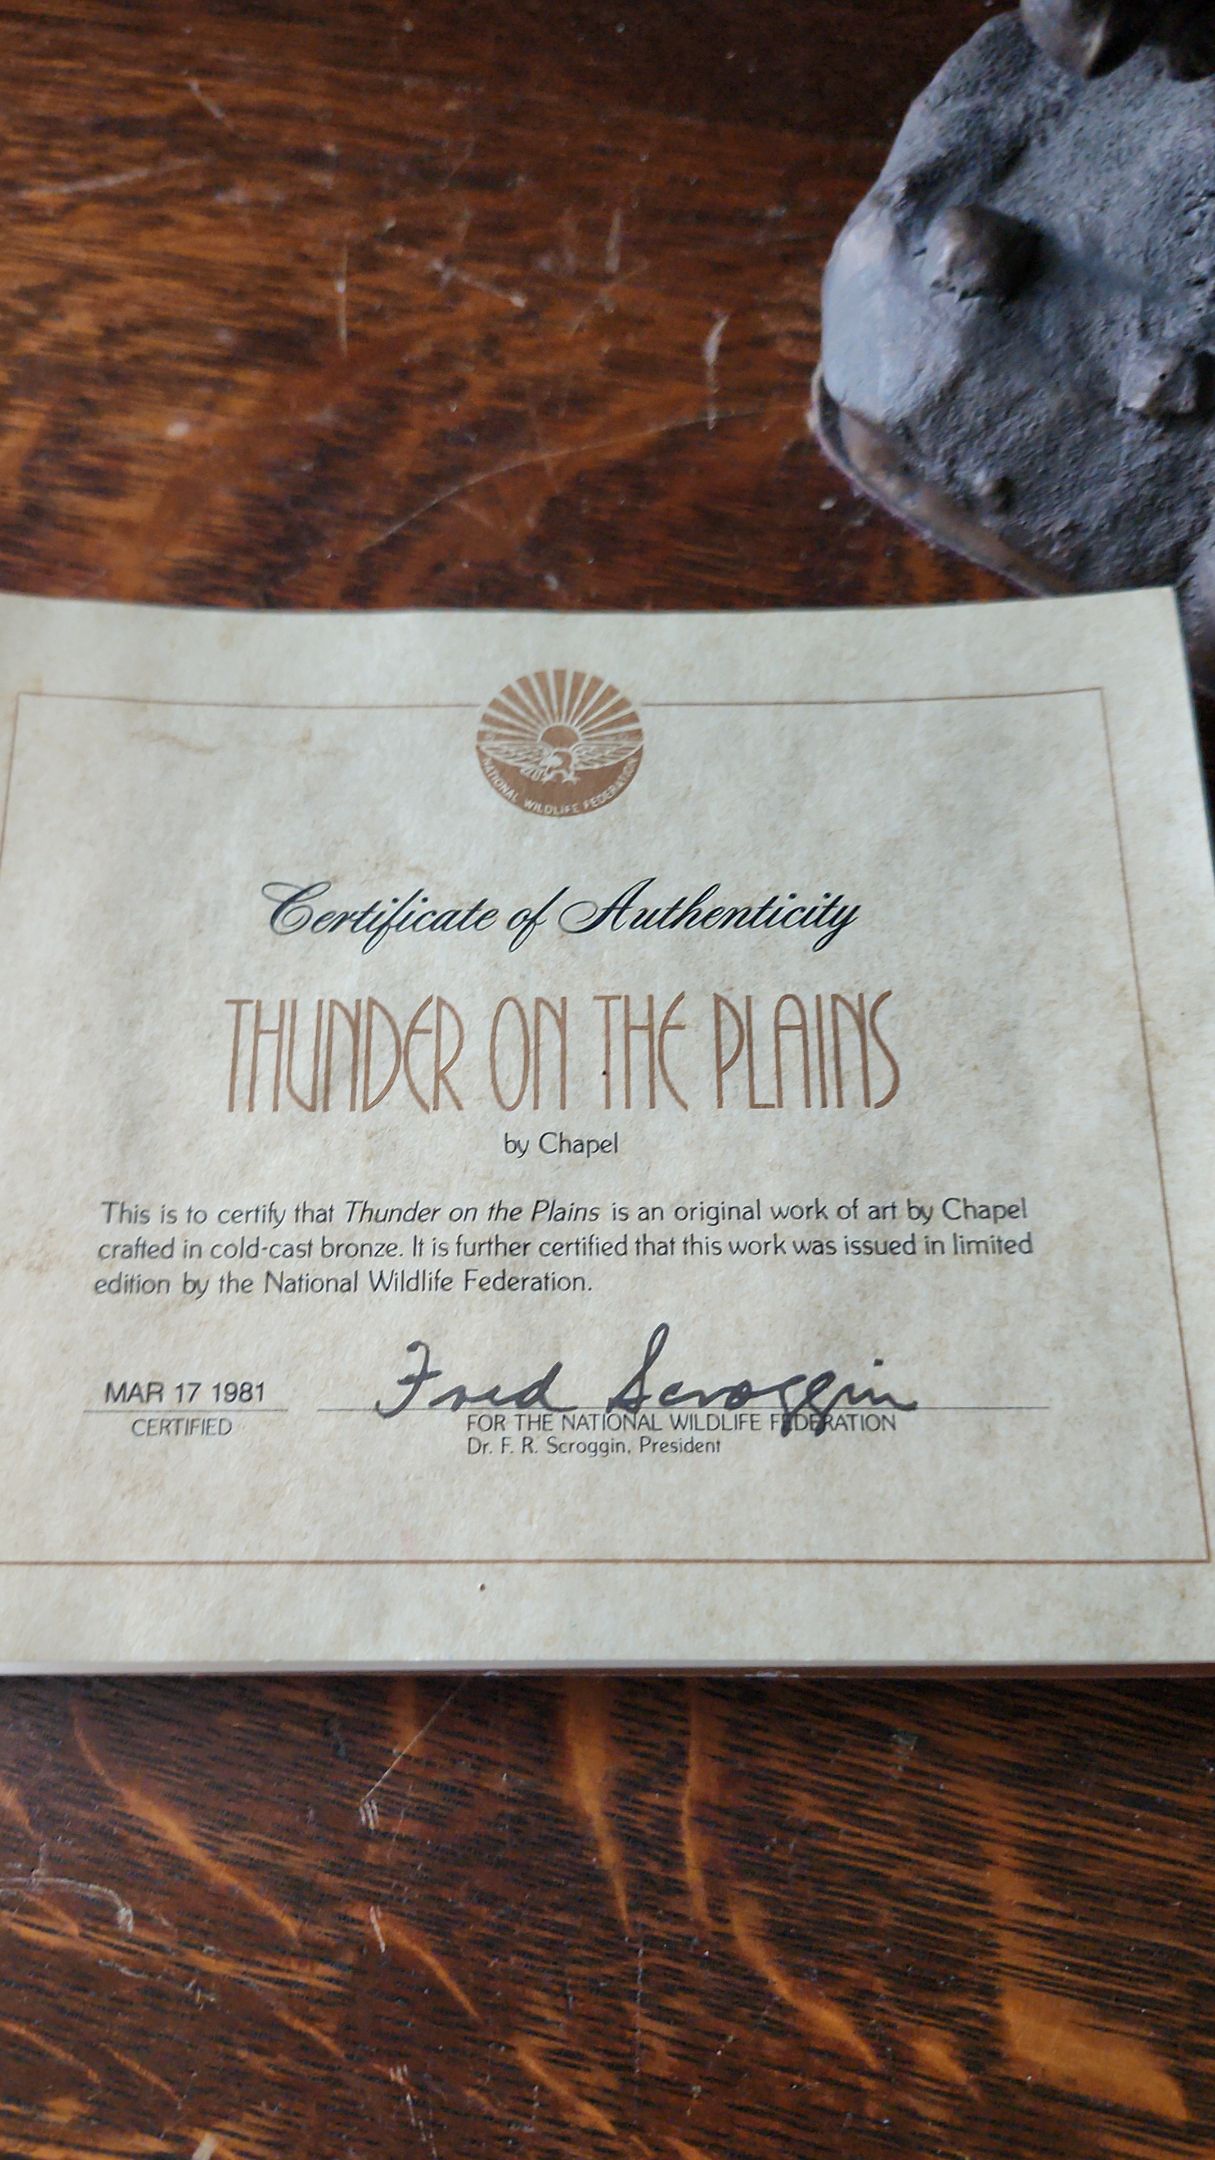 NATIONAL WILDLIFE FEDERATION
Certificate of Authenticity
THUNDER ON THE PLAINS
by Chapel
This is to certify that Thunder on the Plains is an original work of art by Chapel
crafted in cold-cast bronze. It is further certified that this work was issued in limited
edition by the National Wildlife Federation.
Fred Scroggin
MAR 17 1981
CERTIFIED
FOR THE NATIONAL WILDLIFE FEDERATION
Dr. F. R. Scroggin, President